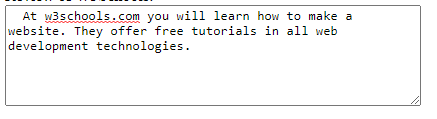 At w3schools.com you will learn how to make a
website. They offer free tutorials in all web
development technologies.